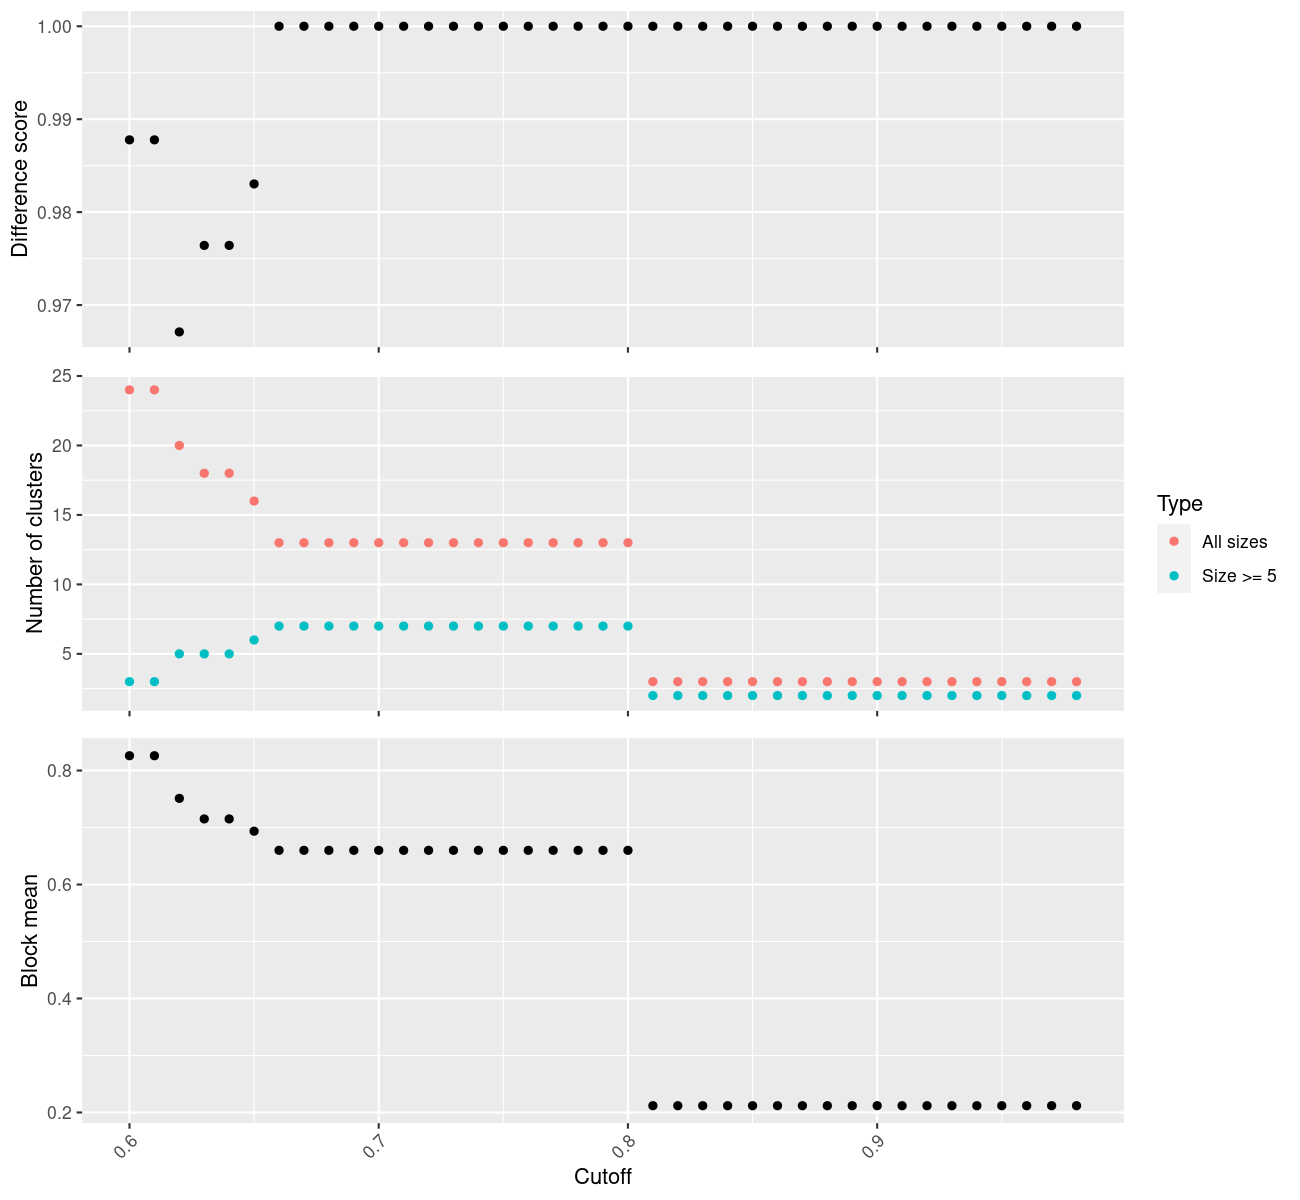 Difference score
1.00
0.99
0.98
0.97
Number of clusters
25
20
15
10
5
Type
All sizes
Size >= 5
Block mean
0.8
0.6
0.4
0.2
0.6
0.7
0.8
0.9
Cutoff